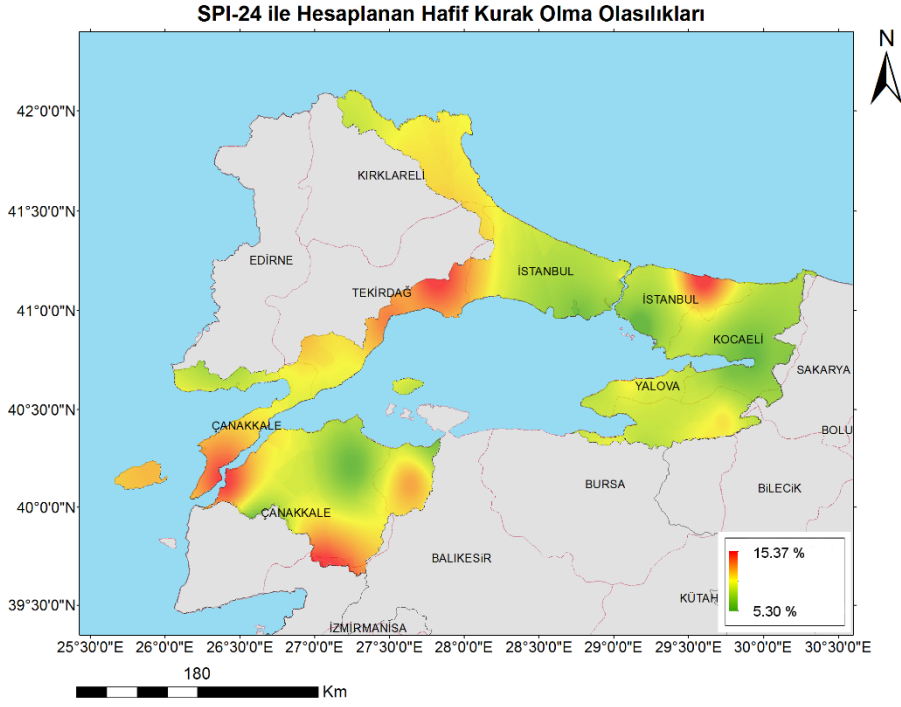 SPI-24 ile Hesaplanan Hafif Kurak Olma Olasılıkları
N
42°0'0"N
KIRKLARELİ
41°30'0"N
EDİRNE
İSTANBUL
TEKİRDAĞ
İSTANBUL
41°0'0"N
KOCAELİ
SAKARYA
YALOVA
40°30'0"N
ÇANAKKALE
BOLU
BURSA
BİLECİK
40°0'0"N
ÇANAKKALE
BALIKESİR
15.37 %
5.30 %
39°30'0"N
KÜTAH
İZMİRMANİSA
25°30'0"E 26°0'0"E 26°30'0"E 27°0'0"E 27°30'0"E 28°0'0"E 28°30'0"E 29°0'0"E 29°30'0"E 30°0'0"E 30°30'0"E
180
Km